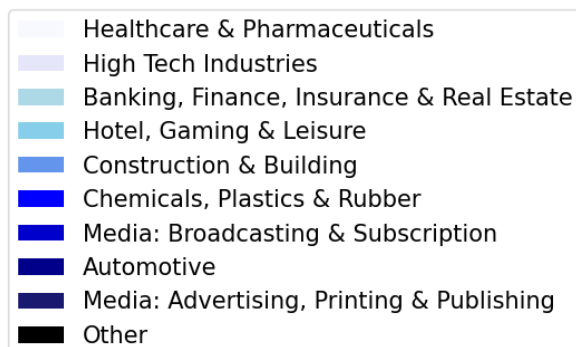 Healthcare & Pharmaceuticals
High Tech Industries
Banking, Finance, Insurance & Real Estate
Hotel, Gaming & Leisure
Construction & Building
Chemicals, Plastics & Rubber
Media: Broadcasting & Subscription
Automotive
Media: Advertising, Printing & Publishing
Other